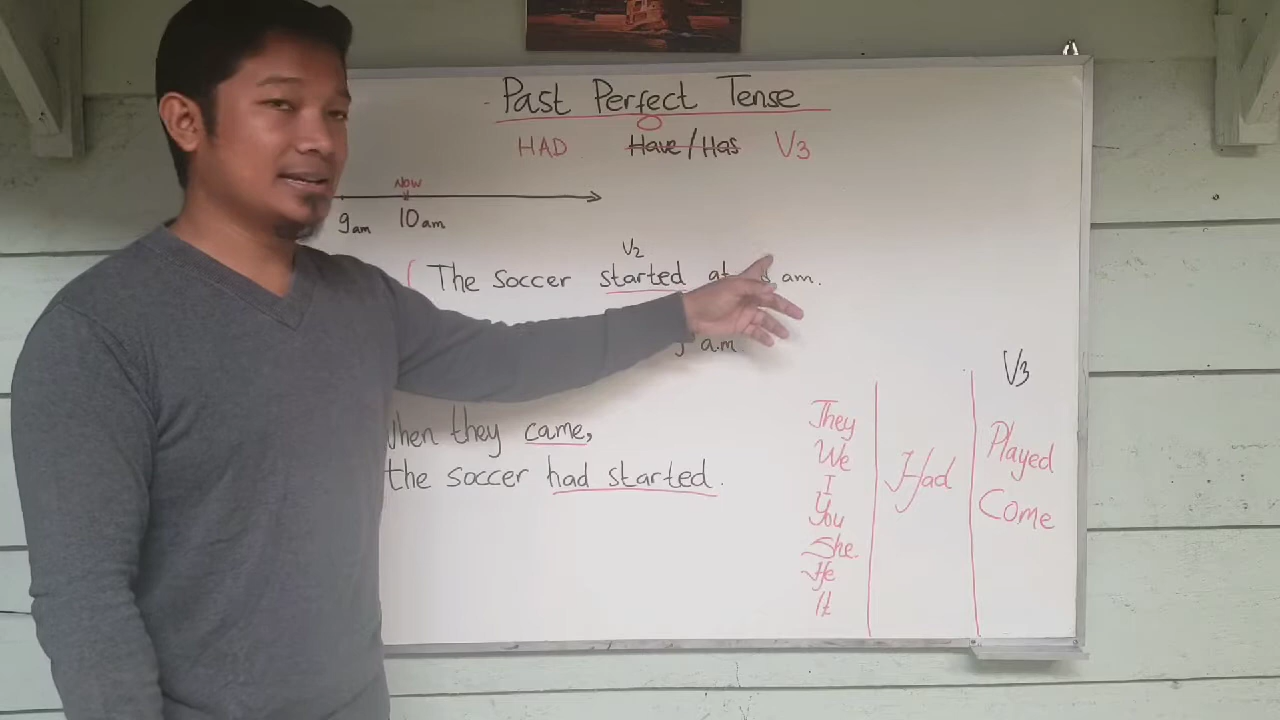 Past Perfect Tense
HAD Have/Has V3
Now
9am 10am
V2
The soccer started at am.
a.m.
When they came,
the soccer had started.
V3
They
We
I
You
She
He
It
Had
Played
Come